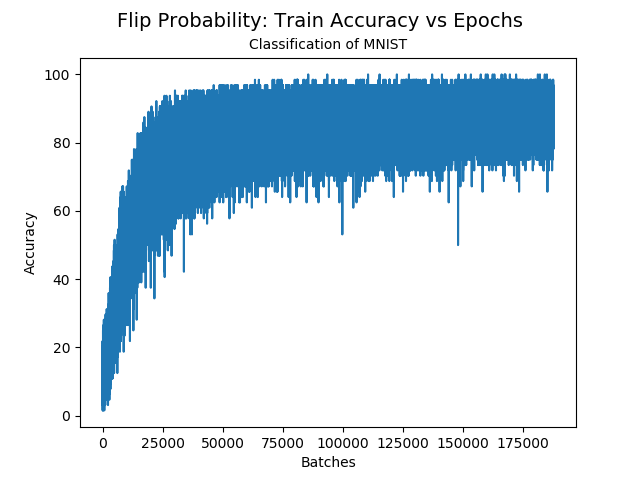 Flip Probability: Train Accuracy vs Epochs
Classification of MNIST
100
80
60
40
20
0
Accuracy
0 25000 50000 75000 100000 125000 150000 175000
Batches